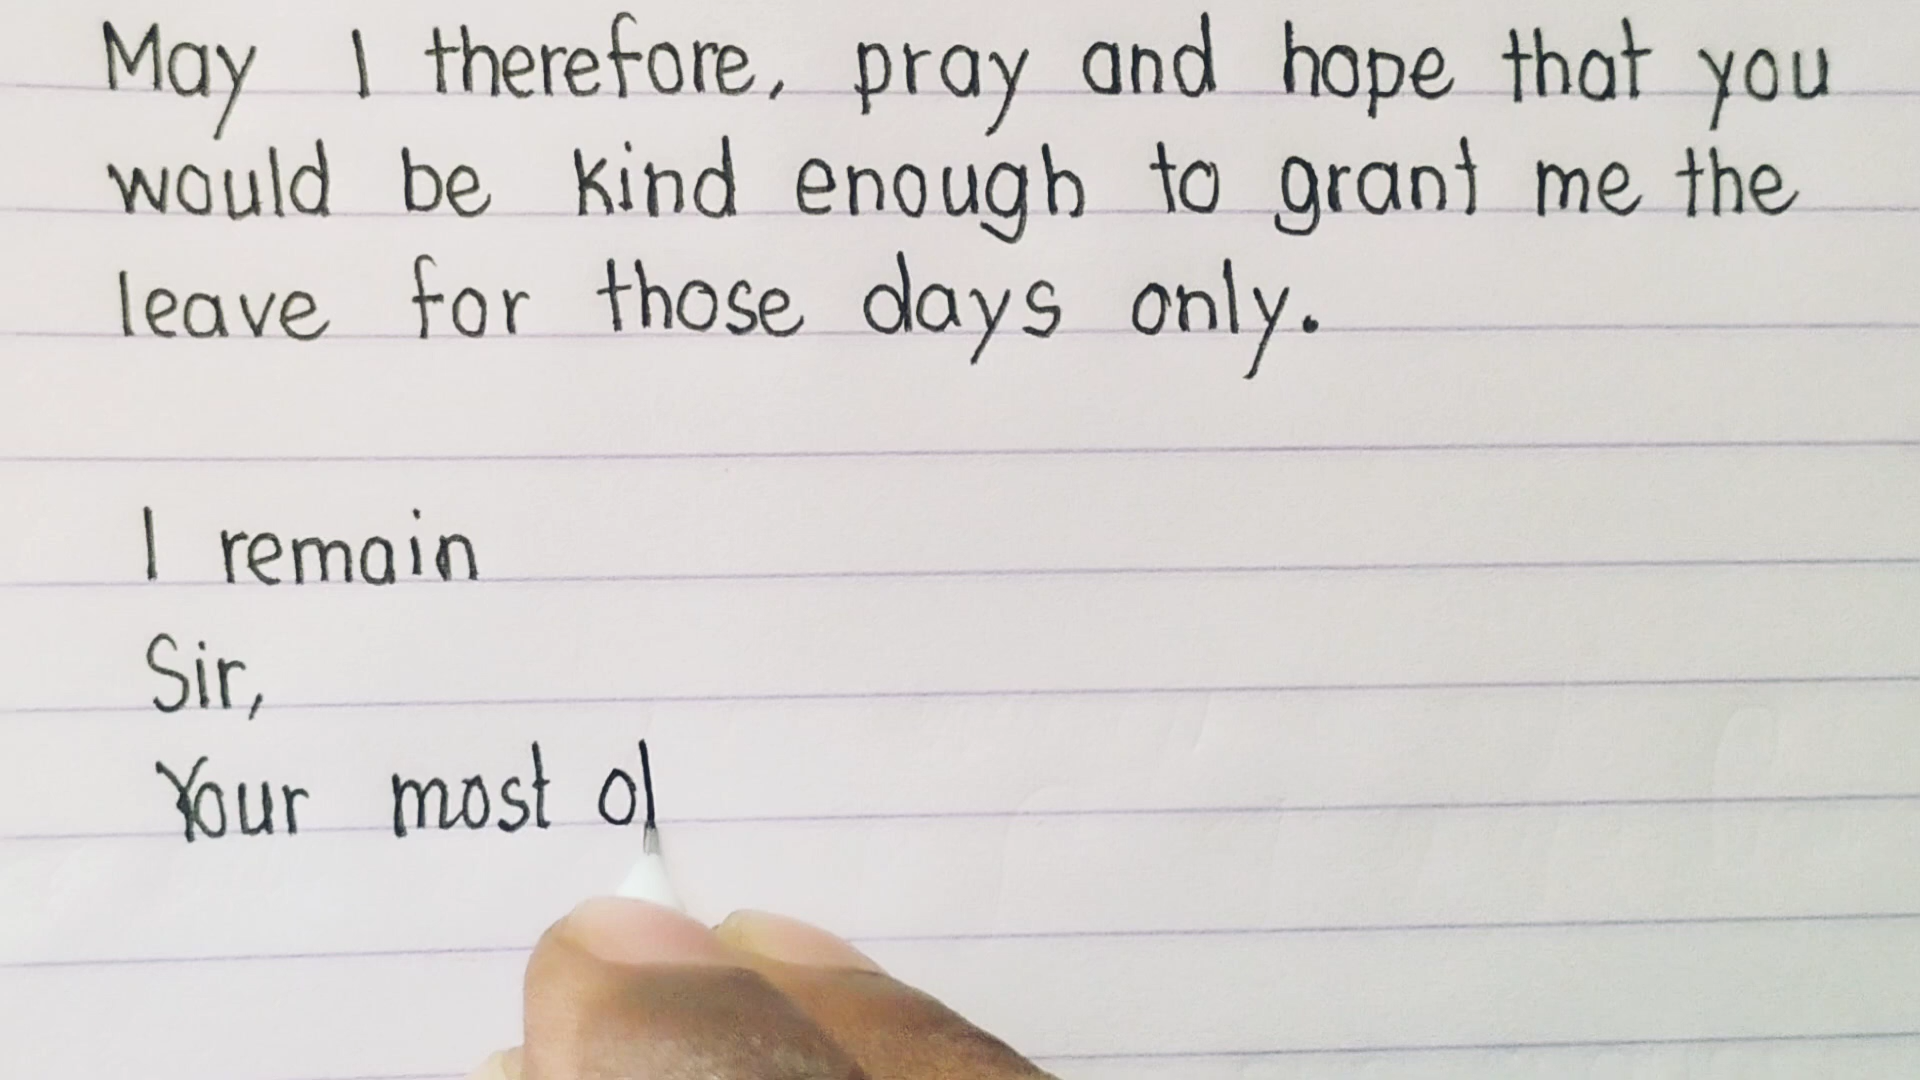 May I therefore, pray and hope that you
would be kind enough to grant me the
leave for those days only.
I remain
Sir,
Your most ol